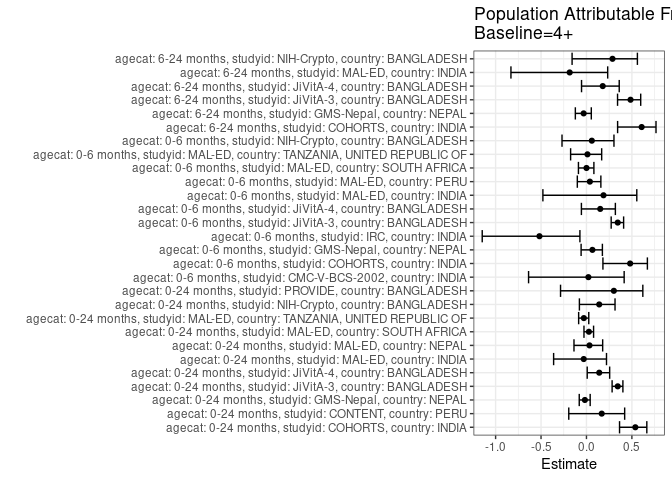 Population Attributable Fr
Baseline=4+
agecat: 6-24 months, studyid: NIH-Crypto, country: BANGLADESH
agecat: 6-24 months, studyid: MAL-ED, country: INDIA
agecat: 6-24 months, studyid: JiVitA-4, country: BANGLADESH
agecat: 6-24 months, studyid: JiVitA-3, country: BANGLADESH
agecat: 6-24 months, studyid: GMS-Nepal, country: NEPAL
agecat: 6-24 months, studyid: COHORTS, country: INDIA
agecat: 0-6 months, studyid: NIH-Crypto, country: BANGLADESH
agecat: 0-6 months, studyid: MAL-ED, country: TANZANIA, UNITED REPUBLIC OF
agecat: 0-6 months, studyid: MAL-ED, country: SOUTH AFRICA
agecat: 0-6 months, studyid: MAL-ED, country: PERU
agecat: 0-6 months, studyid: MAL-ED, country: INDIA
agecat: 0-6 months, studyid: JiVitA-4, country: BANGLADESH
agecat: 0-6 months, studyid: JiVitA-3, country: BANGLADESH
agecat: 0-6 months, studyid: IRC, country: INDIA
agecat: 0-6 months, studyid: GMS-Nepal, country: NEPAL
agecat: 0-6 months, studyid: COHORTS, country: INDIA
agecat: 0-6 months, studyid: CMC-V-BCS-2002, country: INDIA
agecat: 0-24 months, studyid: PROVIDE, country: BANGLADESH
agecat: 0-24 months, studyid: NIH-Crypto, country: BANGLADESH
agecat: 0-24 months, studyid: MAL-ED, country: TANZANIA, UNITED REPUBLIC OF
agecat: 0-24 months, studyid: MAL-ED, country: SOUTH AFRICA
agecat: 0-24 months, studyid: MAL-ED, country: NEPAL
agecat: 0-24 months, studyid: MAL-ED, country: INDIA
agecat: 0-24 months, studyid: JiVitA-4, country: BANGLADESH
agecat: 0-24 months, studyid: JiVitA-3, country: BANGLADESH
agecat: 0-24 months, studyid: GMS-Nepal, country: NEPAL
agecat: 0-24 months, studyid: CONTENT, country: PERU
agecat: 0-24 months, studyid: COHORTS, country: INDIA
-1.0 -0.5 0.0 0.5
Estimate